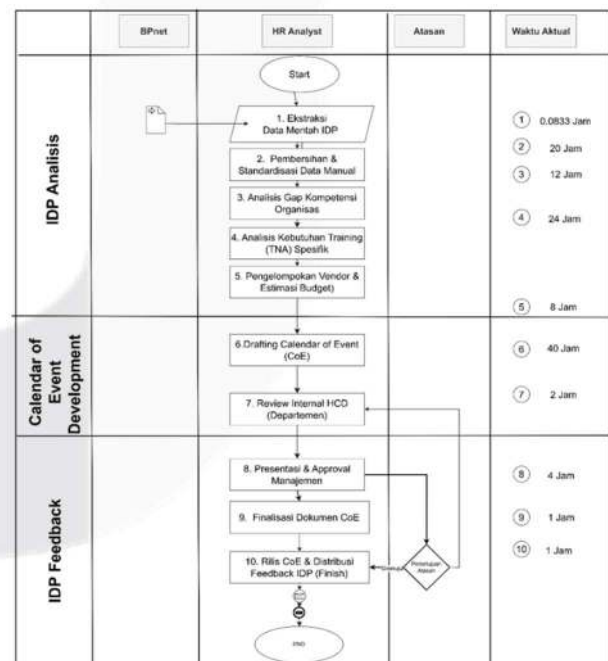 BPnet
HR Analyst
Atasan
Waktu Aktual
IDP Analisis
Start
1. Ekstraksi
Data Mentah IDP
2. Pembersihan &
Standardisasi Data Manual
3. Analisis Gap Kompetensi
Organisas
4. Analisis Kebutuhan Training
(TNA) Spesifik
5. Pengelompokan Vendor &
Estimasi Budget)
1 0.0833 Jam
2 20 Jam
3 12 Jam
4 24 Jam
5 8 Jam
Calendar of
Event
Development
6.Drafting Calendar of Event
(CoE)
7. Review Internal HCD
(Departemen)
6 40 Jam
7 2 Jam
IDP Feedback
8. Presentasi & Approval
Manajemen
9. Finalisasi Dokumen CoE
10. Rilis CoE & Distribusi
Feedback IDP (Finish)
Persetujuan
Atasan
8 4 Jam
9 1 Jam
10 1 Jam